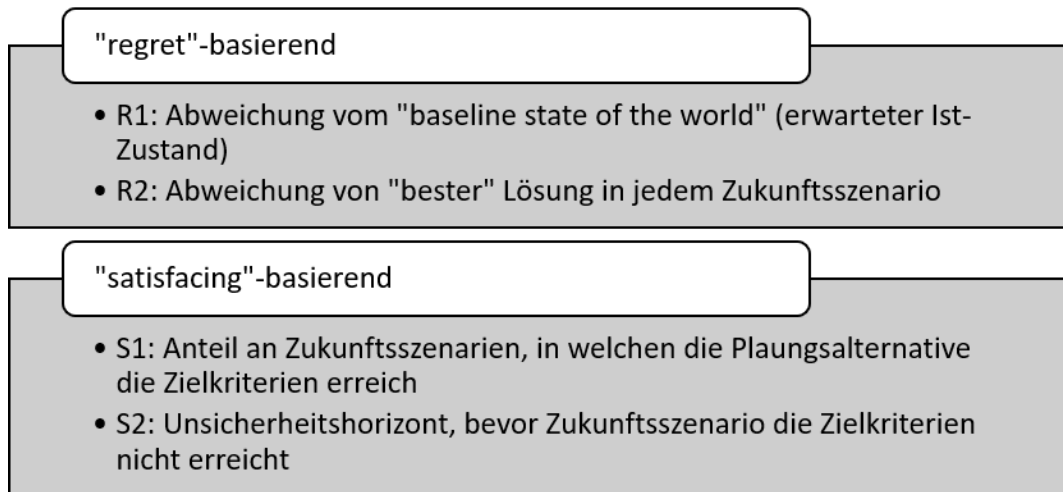 "regret"-basierend
• R1: Abweichung vom "baseline state of the world" (erwarteter Ist-
Zustand)
• R2: Abweichung von "bester" Lösung in jedem Zukunftsszenario
"satisfacing"-basierend
• S1: Anteil an Zukunftsszenarien, in welchen die Plaungsalternative
die Zielkriterien erreich
• S2: Unsicherheitshorizont, bevor Zukunftsszenario die Zielkriterien
nicht erreicht